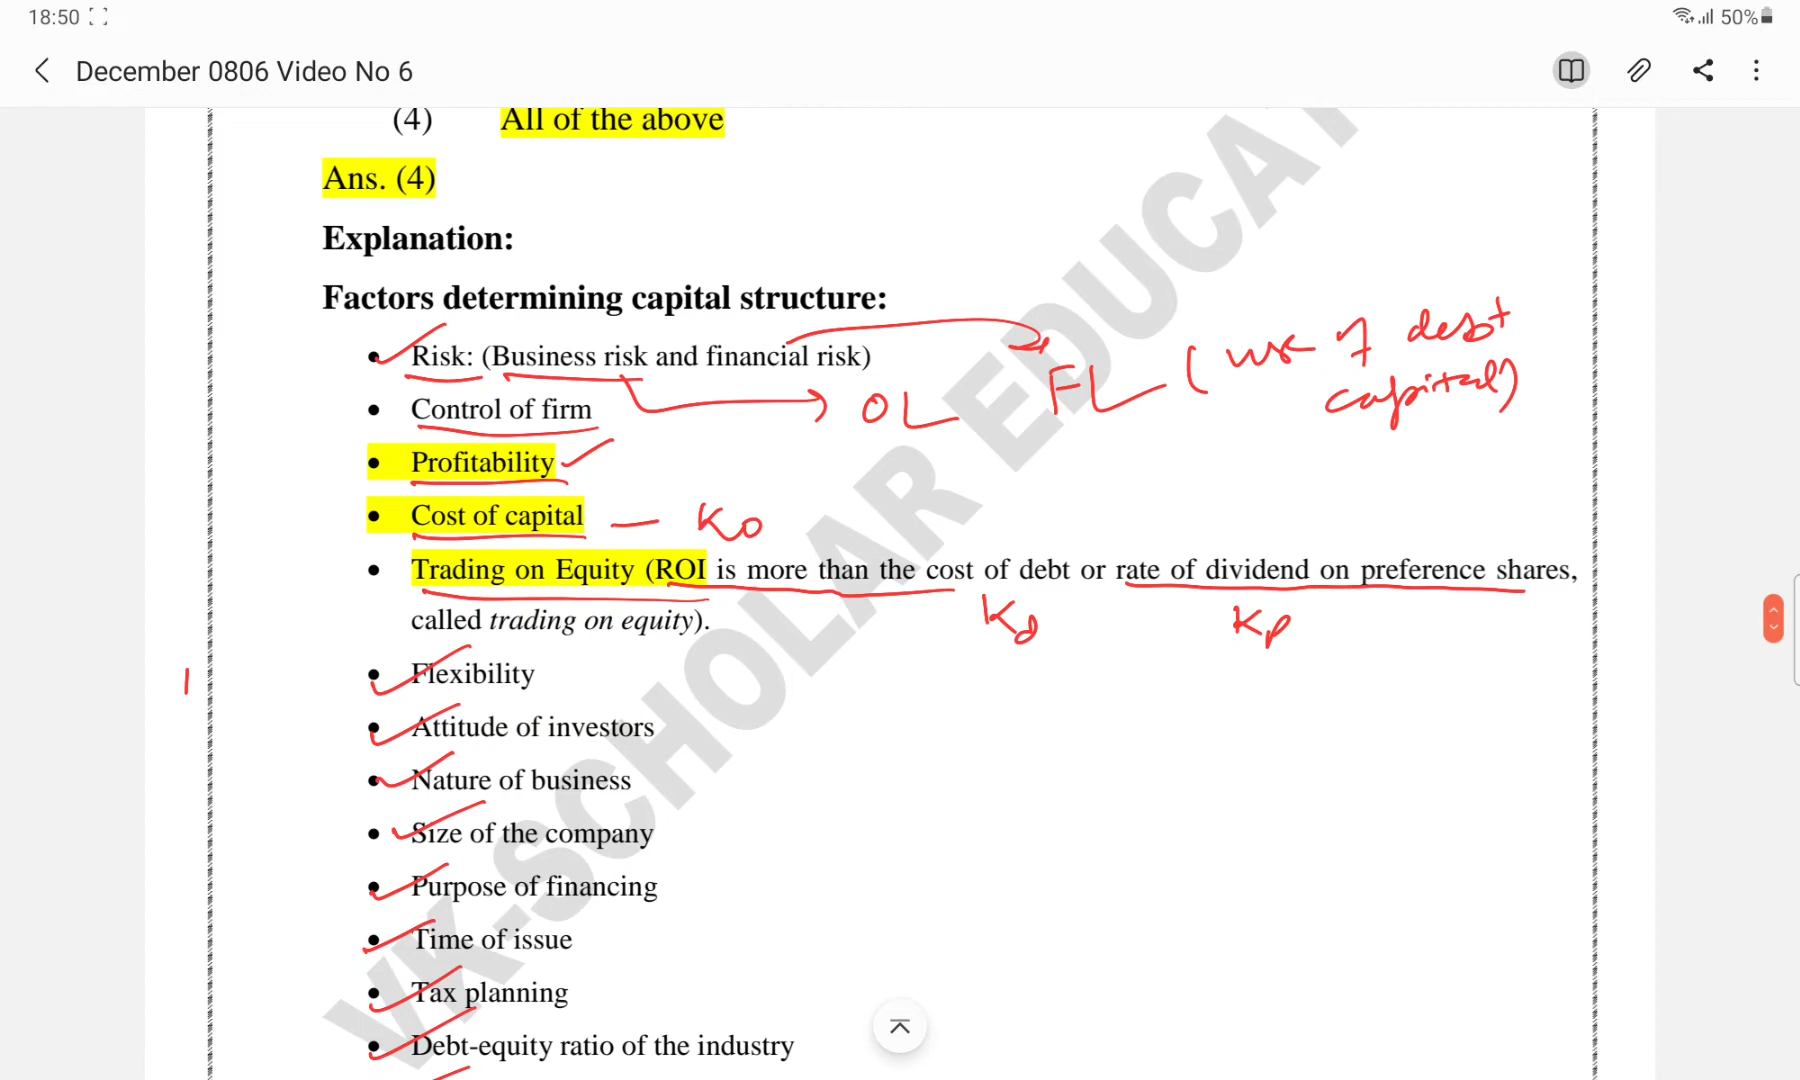 18:50
50%
December 0806 Video No 6
(4) All of the above
Ans. (4)
Explanation:
Factors determining capital structure:
• Risk: (Business risk and financial risk)
OL FL (use of debt
capital)
• Control of firm
• Profitability
• Cost of capital — Ko
• Trading on Equity (ROI is more than the cost of debt or rate of dividend on preference shares,
called trading on equity).
Kd Kp
• Flexibility
• Attitude of investors
• Nature of business
• Size of the company
• Purpose of financing
• Time of issue
• Tax planning
• Debt-equity ratio of the industry
VK-SCHOLAR EDUCAT